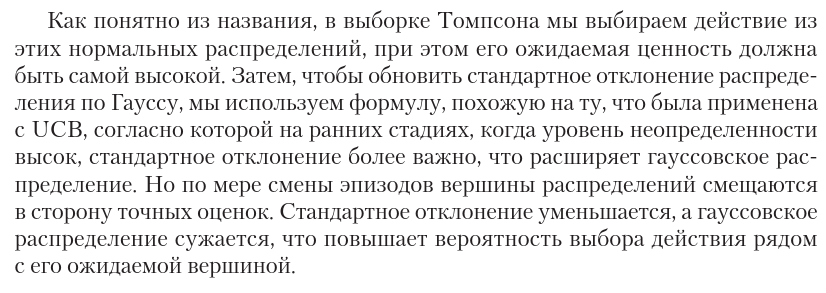 Как понятно из названия, в выборке Томпсона мы выбираем действие из
этих нормальных распределений, при этом его ожидаемая ценность должна
быть самой высокой. Затем, чтобы обновить стандартное отклонение распреде-
ления по Гауссу, мы используем формулу, похожую на ту, что была применена
с UCB, согласно которой на ранних стадиях, когда уровень неопределенности
высок, стандартное отклонение более важно, что расширяет гауссовское рас-
пределение. Но по мере смены эпизодов вершины распределений смещаются
в сторону точных оценок. Стандартное отклонение уменьшается, а гауссовское
распределение сужается, что повышает вероятность выбора действия рядом
с его ожидаемой вершиной.